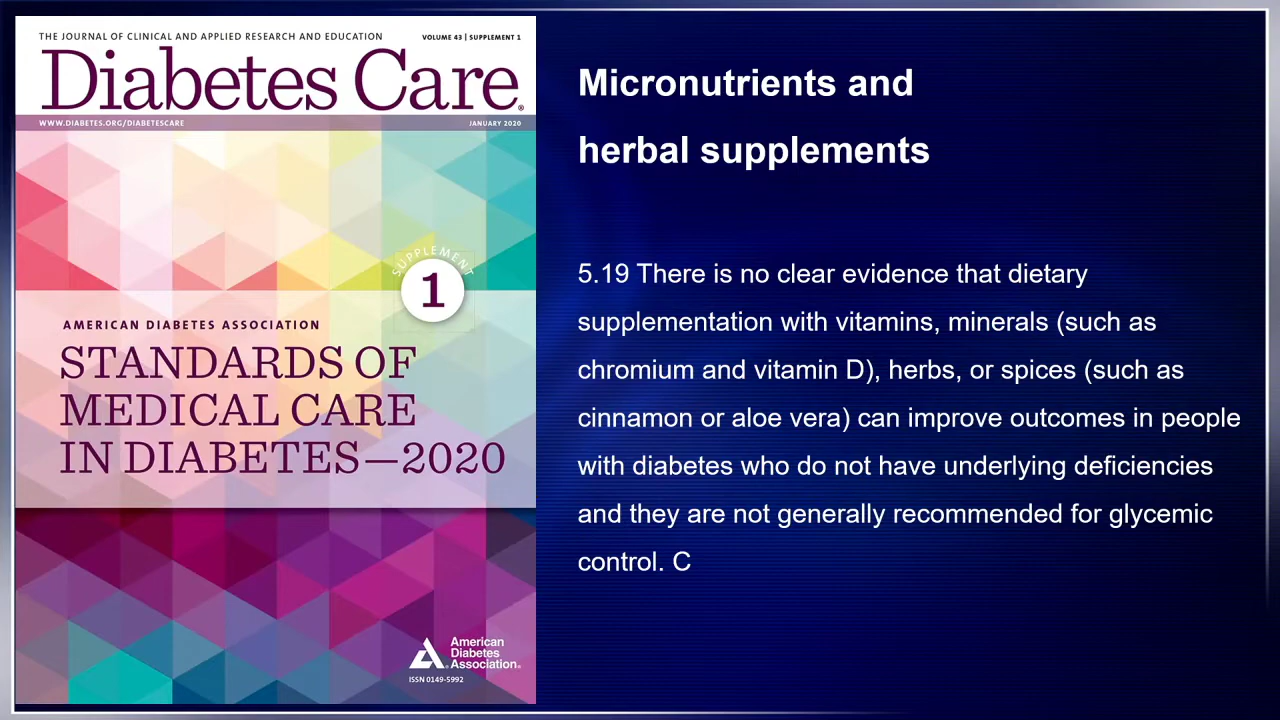 THE JOURNAL OF CLINICAL AND APPLIED RESEARCH AND EDUCATION
VOLUME 43 | SUPPLEMENT 1
Diabetes Care®
WWW.DIABETES.ORG/DIABETESCARE
JANUARY 2020
SUPPLEMENT
1
AMERICAN DIABETES ASSOCIATION
STANDARDS OF
MEDICAL CARE
IN DIABETES—2020
American
Diabetes
Association®
ISSN 0149-5992
Micronutrients and
herbal supplements
5.19 There is no clear evidence that dietary
supplementation with vitamins, minerals (such as
chromium and vitamin D), herbs, or spices (such as
cinnamon or aloe vera) can improve outcomes in people
with diabetes who do not have underlying deficiencies
and they are not generally recommended for glycemic
control. C